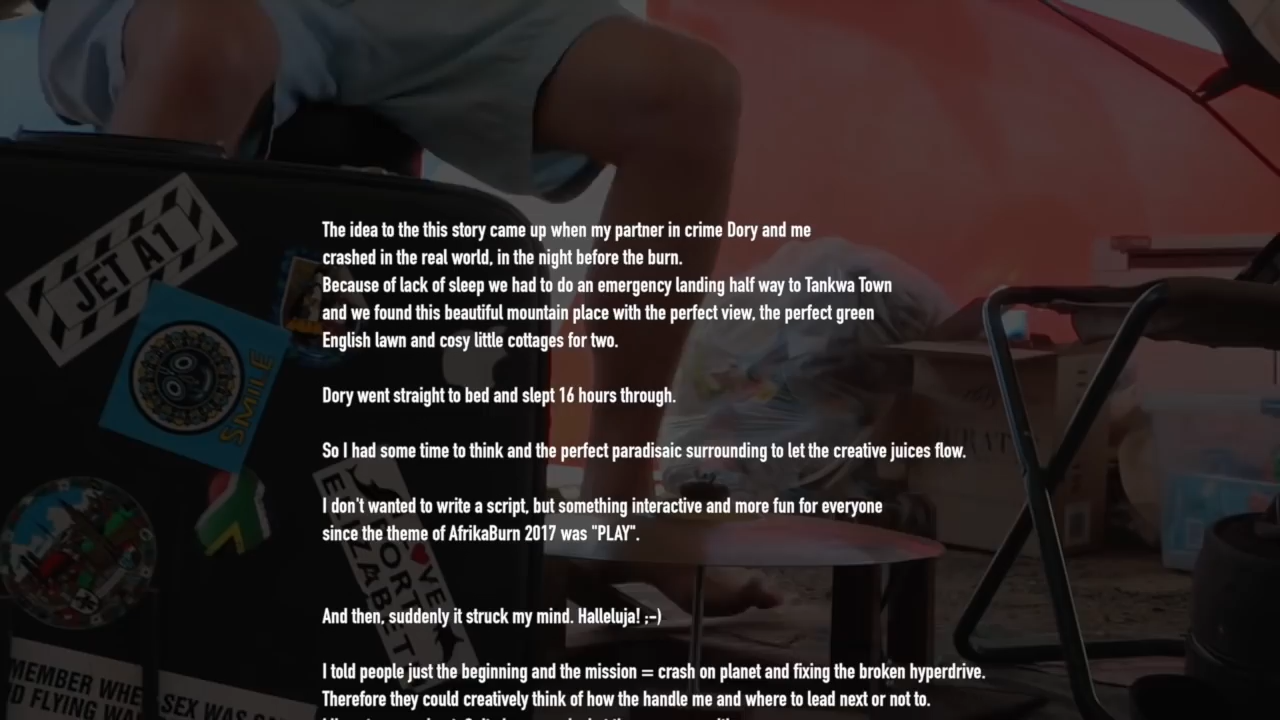 The idea to the this story came up when my partner in crime Dory and me
crashed in the real world, in the night before the burn.
Because of lack of sleep we had to do an emergency landing half way to Tankwa Town
and we found this beautiful mountain place with the perfect view, the perfect green
English lawn and cosy little cottages for two.
Dory went straight to bed and slept 16 hours through.
So I had some time to think and the perfect paradisaic surrounding to let the creative juices flow.
I don't wanted to write a script, but something interactive and more fun for everyone
since the theme of AfrikaBurn 2017 was "PLAY".
And then, suddenly it struck my mind. Halleluja! ;-)
I told people just the beginning and the mission = crash on planet and fixing the broken hyperdrive.
Therefore they could creatively think of how the handle me and where to lead next or not to.
JET A1
SMILE
PORT
ELIZABET
MEMBER WHEN SEX WAS
FLYING